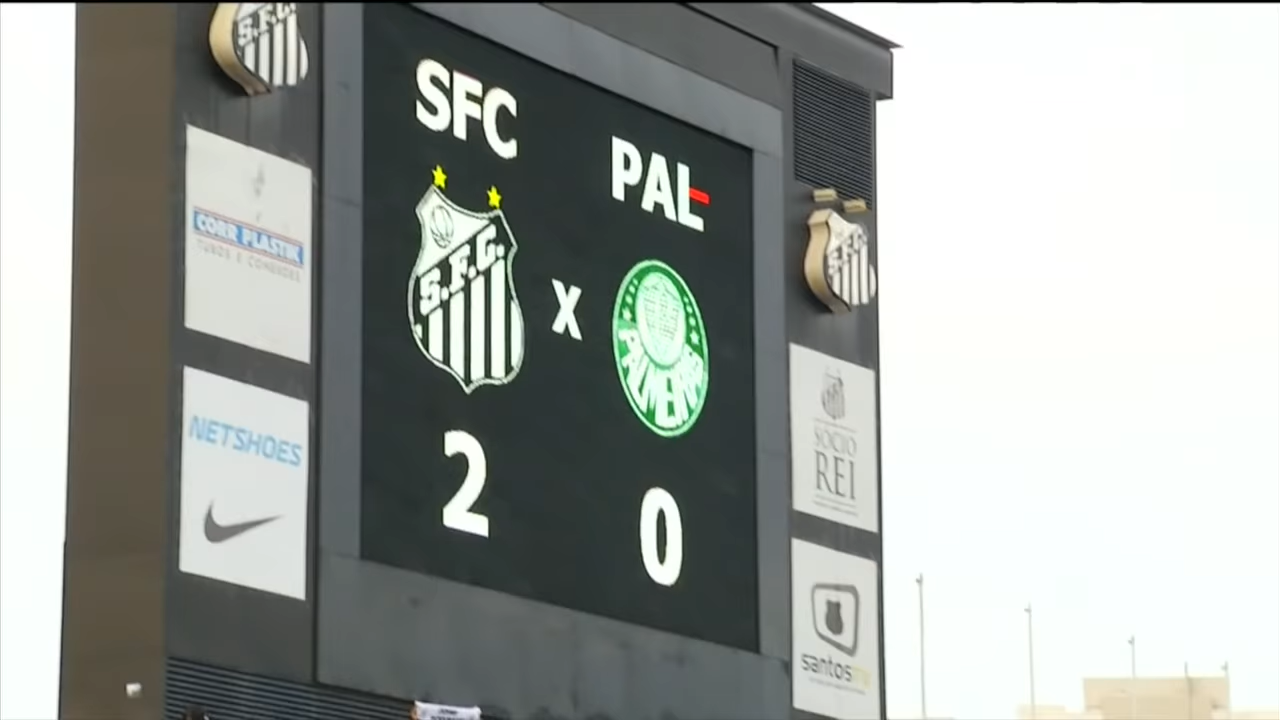 S.F.C.
SFC
PAL
CORR PLASTIK
TUBOS E CONEXÕES
S.F.C.
X
PALMEIRAS
S.F.C.
2
0
NETSHOES
SÓCIO
REI
santos